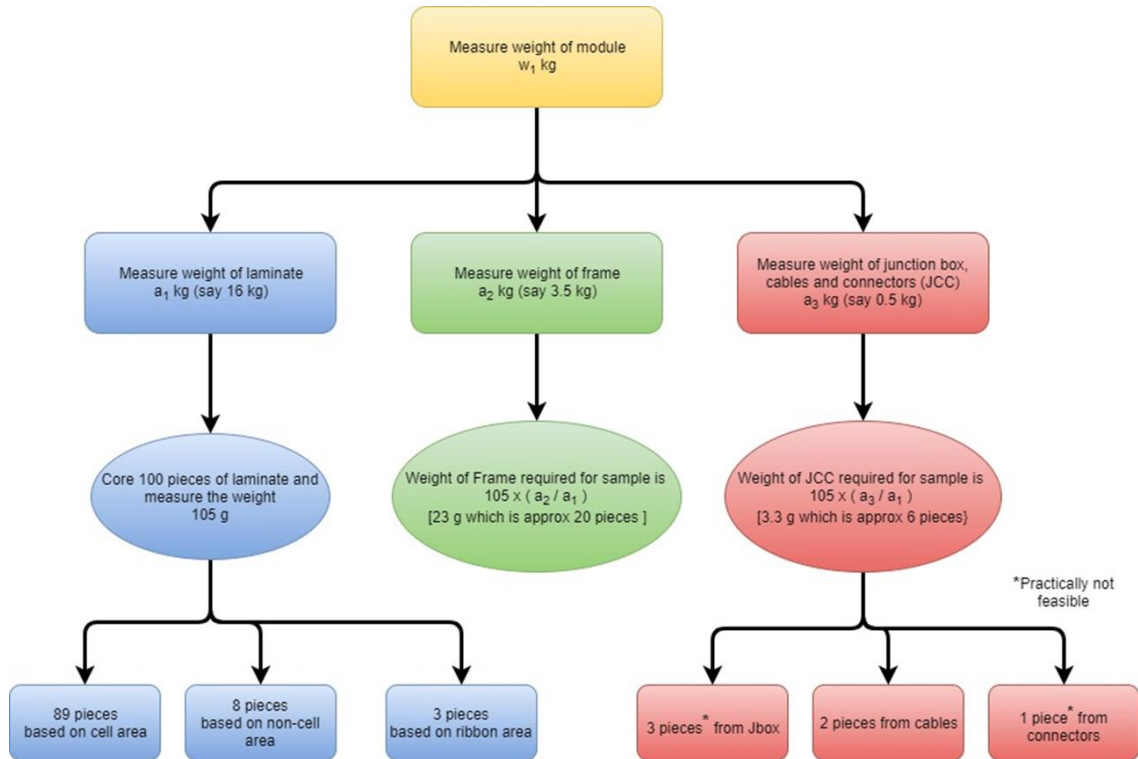 Measure weight of module
w₁ kg
Measure weight of laminate
a₁ kg (say 16 kg)
Measure weight of frame
a₂ kg (say 3.5 kg)
Measure weight of junction box,
cables and connectors (JCC)
a₃ kg (say 0.5 kg)
Core 100 pieces of laminate and
measure the weight
105 g
Weight of Frame required for sample is
105 x ( a₂ / a₁ )
[23 g which is approx 20 pieces ]
Weight of JCC required for sample is
105 x ( a₃ / a₁ )
[3.3 g which is approx 6 pieces}
*Practically not
feasible
89 pieces
based on cell area
8 pieces
based on non-cell
area
3 pieces
based on ribbon area
3 pieces* from Jbox
2 pieces from cables
1 piece* from
connectors